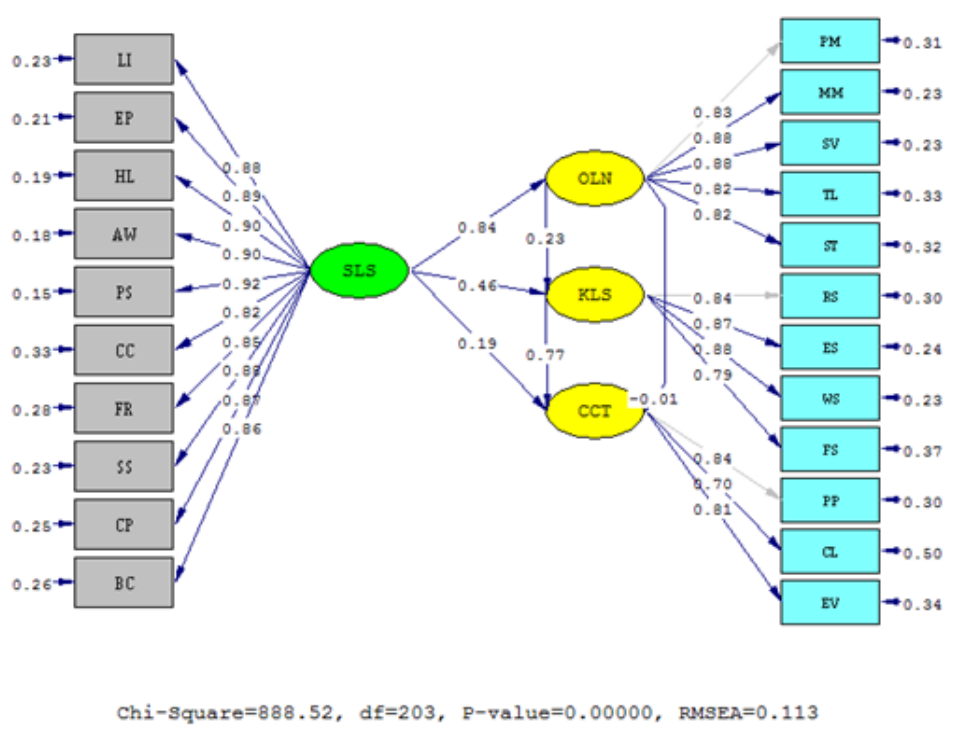 0.23 LI
0.21 EP
0.19 HL
0.18 AW
0.15 PS
0.33 CC
0.28 FR
0.23 SS
0.25 CP
0.26 BC
0.88
0.89
0.90
0.90
0.92
0.82
0.85
0.88
0.87
0.86
SLS
0.84
0.46
0.19
OLN
0.23
KLS
0.77
CCT
-0.01
0.83
0.88
0.88
0.82
0.82
0.84
0.87
0.88
0.79
0.84
0.70
0.81
PM 0.31
MM 0.23
SV 0.23
TL 0.33
ST 0.32
RS 0.30
ES 0.24
WS 0.23
FS 0.37
PP 0.30
CL 0.50
EV 0.34
Chi-Square=888.52, df=203, P-value=0.00000, RMSEA=0.113